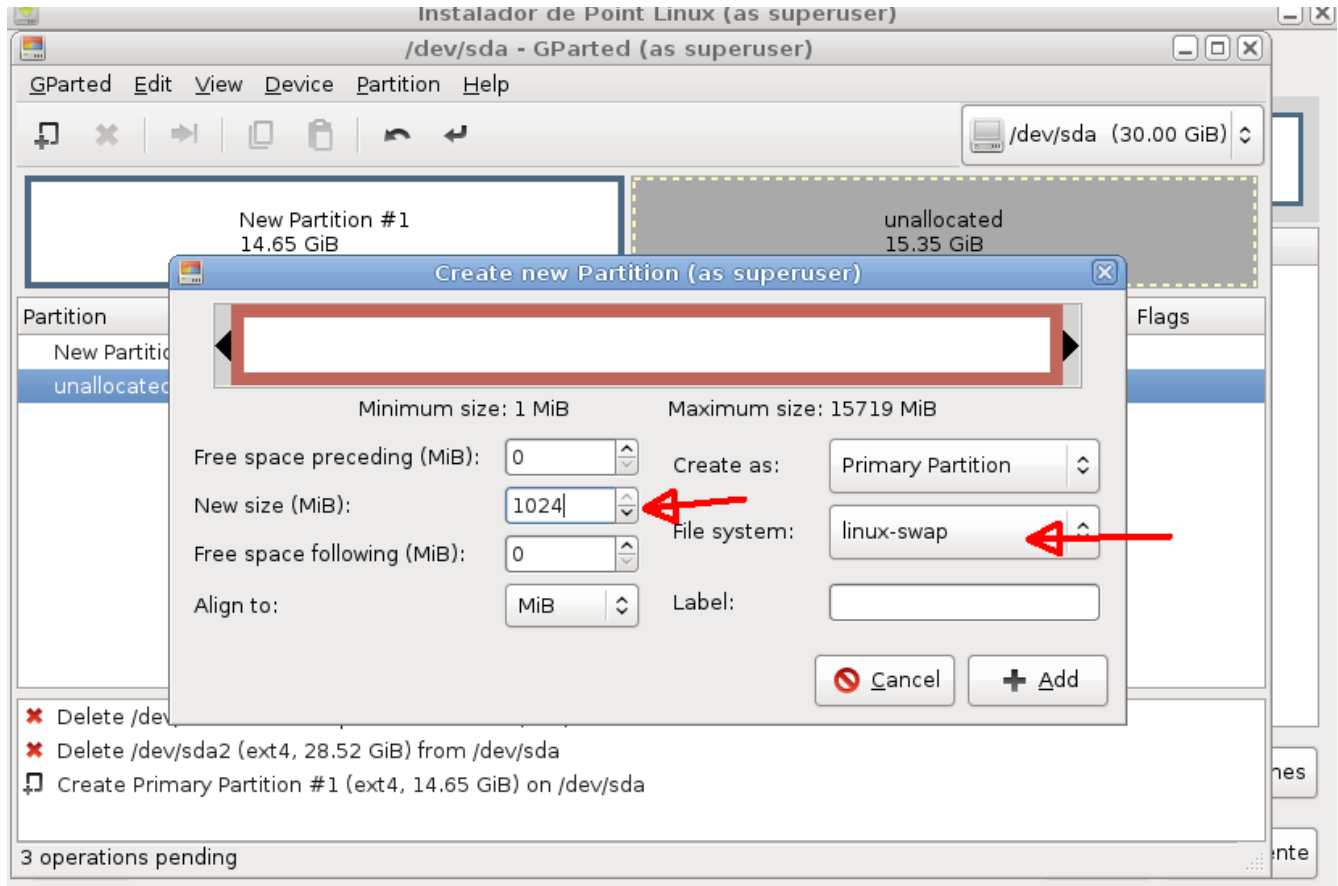 Instalador de Point Linux (as superuser)
/dev/sda - GParted (as superuser)
GParted Edit View Device Partition Help
/dev/sda (30.00 GiB)
New Partition #1
14.65 GiB
unallocated
15.35 GiB
Create new Partition (as superuser)
Partition
Flags
New Partitio
unallocated
Minimum size: 1 MiB
Maximum size: 15719 MiB
Free space preceding (MiB): 0
Create as: Primary Partition
New size (MiB): 1024
File system: linux-swap
Free space following (MiB): 0
Align to: MiB
Label:
Cancel
Add
Delete /dev
Delete /dev/sda2 (ext4, 28.52 GiB) from /dev/sda
Create Primary Partition #1 (ext4, 14.65 GiB) on /dev/sda
nes
3 operations pending
nte